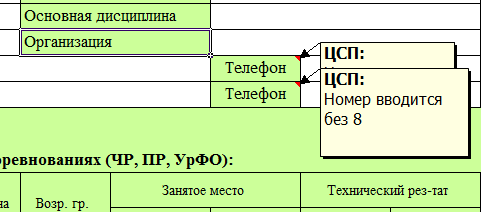 Основная дисциплина
Организация
Телефон
ЦСП:
Телефон
ЦСП:
Номер вводится
без 8
оревнованиях (ЧР, ПР, УрФО):
на
Возр. гр.
Занятое место
Технический рез-тат